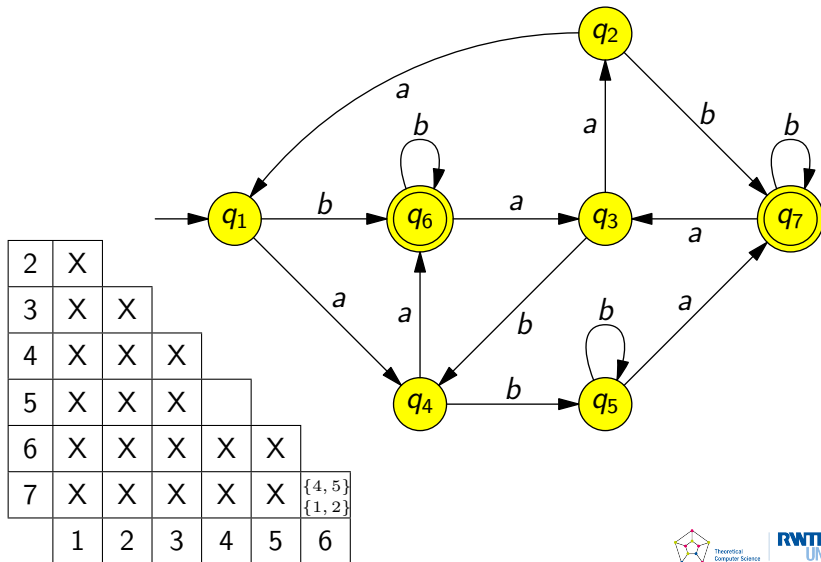 q2
a
b
b
b
a
q1
b
q6
a
q3
a
q7
2 X
a
a
b
b
a
3 X X
4 X X X
q4
b
q5
5 X X X
6 X X X X X
7 X X X X X {4, 5}
{1, 2}
1 2 3 4 5 6
Theoretical
Computer Science
RWTH
UN